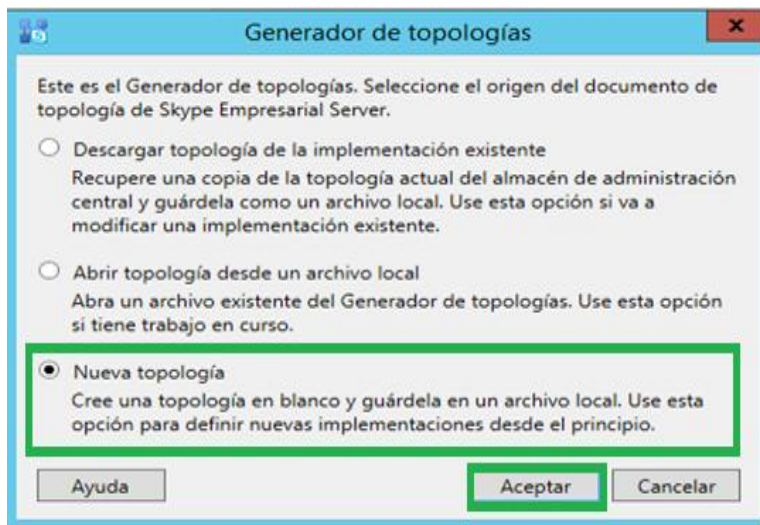 Generador de topologías
Este es el Generador de topologías. Seleccione el origen del documento de
topología de Skype Empresarial Server.
Descargar topología de la implementación existente
Recupere una copia de la topología actual del almacén de administración
central y guárdela como un archivo local. Use esta opción si va a
modificar una implementación existente.
Abrir topología desde un archivo local
Abra un archivo existente del Generador de topologías. Use esta opción
si tiene trabajo en curso.
Nueva topología
Cree una topología en blanco y guárdela en un archivo local. Use esta
opción para definir nuevas implementaciones desde el principio.
Ayuda
Aceptar
Cancelar